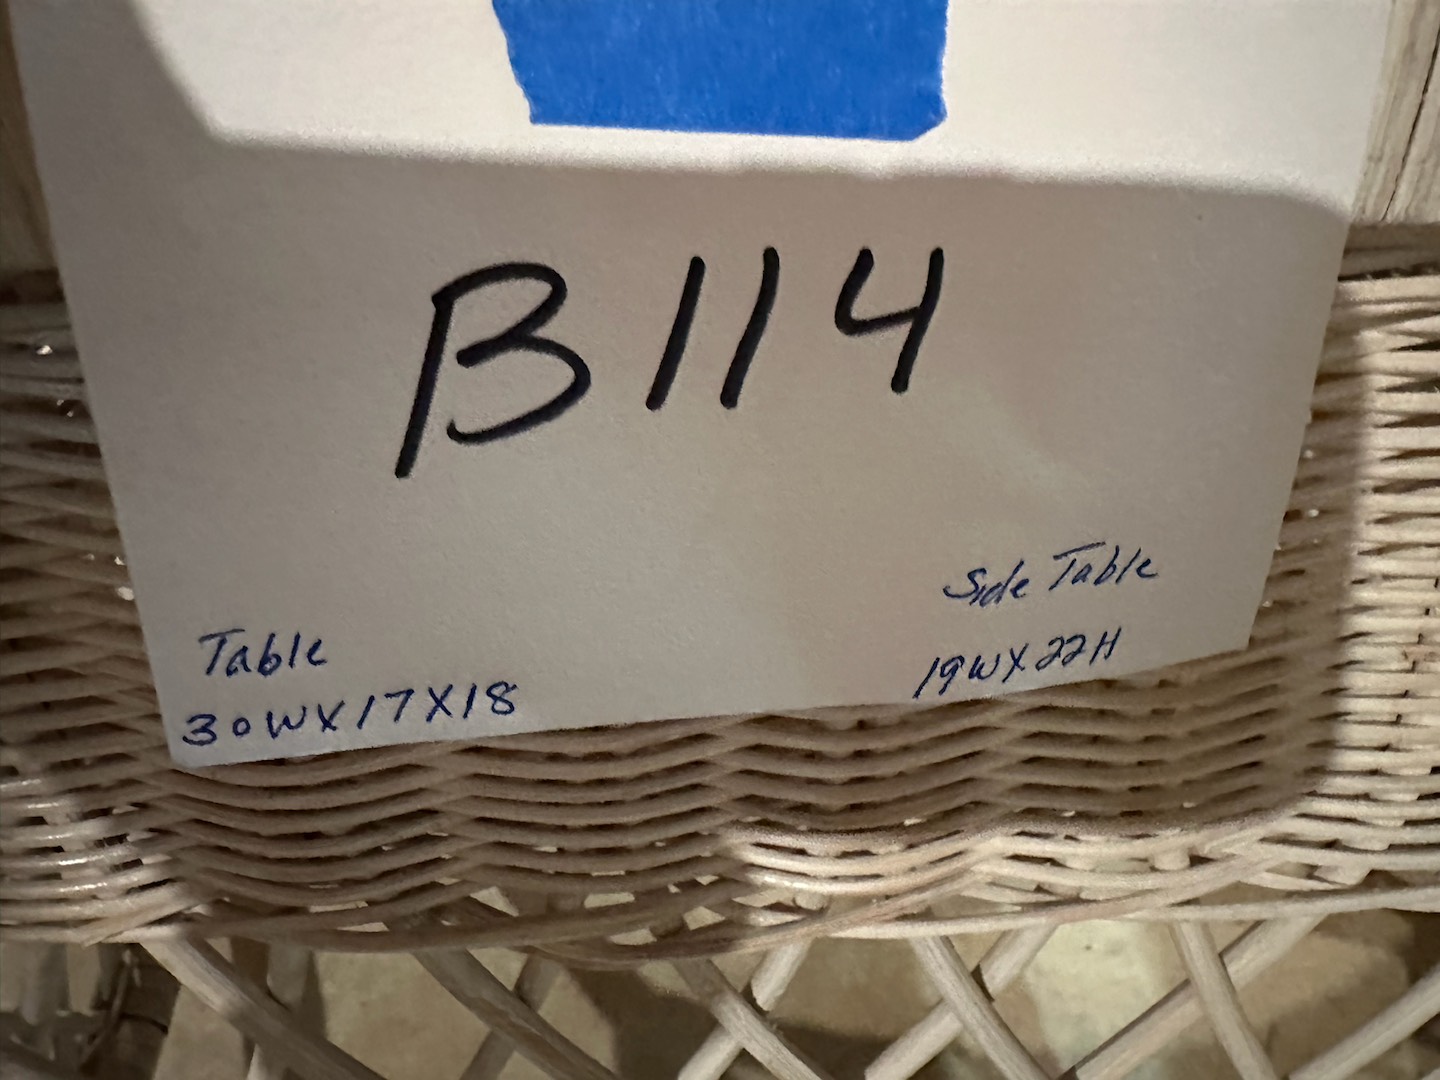 B114
Table
30WX17X18
Side Table
19WX22H